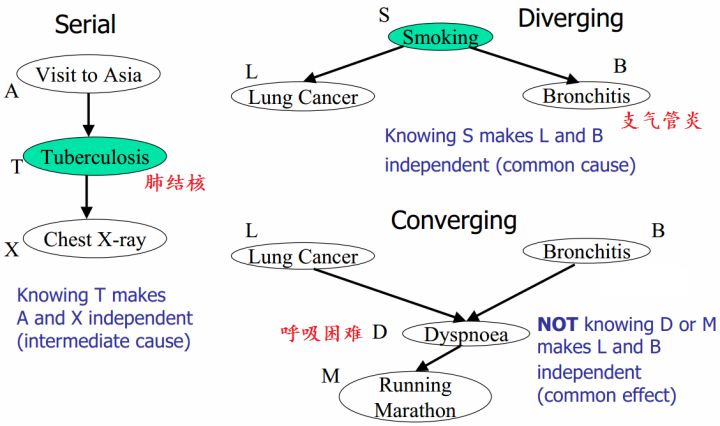 Serial
A
Visit to Asia
T
Tuberculosis
肺结核
X
Chest X-ray
Knowing T makes
A and X independent
(intermediate cause)
Diverging
S
Smoking
L
Lung Cancer
B
Bronchitis
支气管炎
Knowing S makes L and B
independent (common cause)
Converging
L
Lung Cancer
B
Bronchitis
呼吸困难
D
Dyspnoea
M
Running
Marathon
NOT knowing D or M
makes L and B
independent
(common effect)